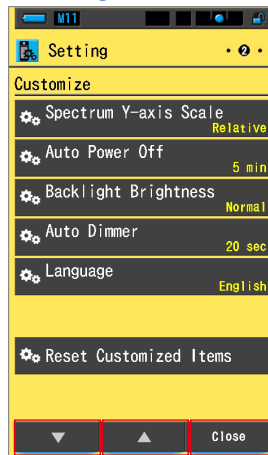 M11
Setting
• ❷ •
Customize
Spectrum Y-axis Scale
Relative
Auto Power Off
5 min
Backlight Brightness
Normal
Auto Dimmer
20 sec
Language
English
Reset Customized Items
▼ ▲ Close